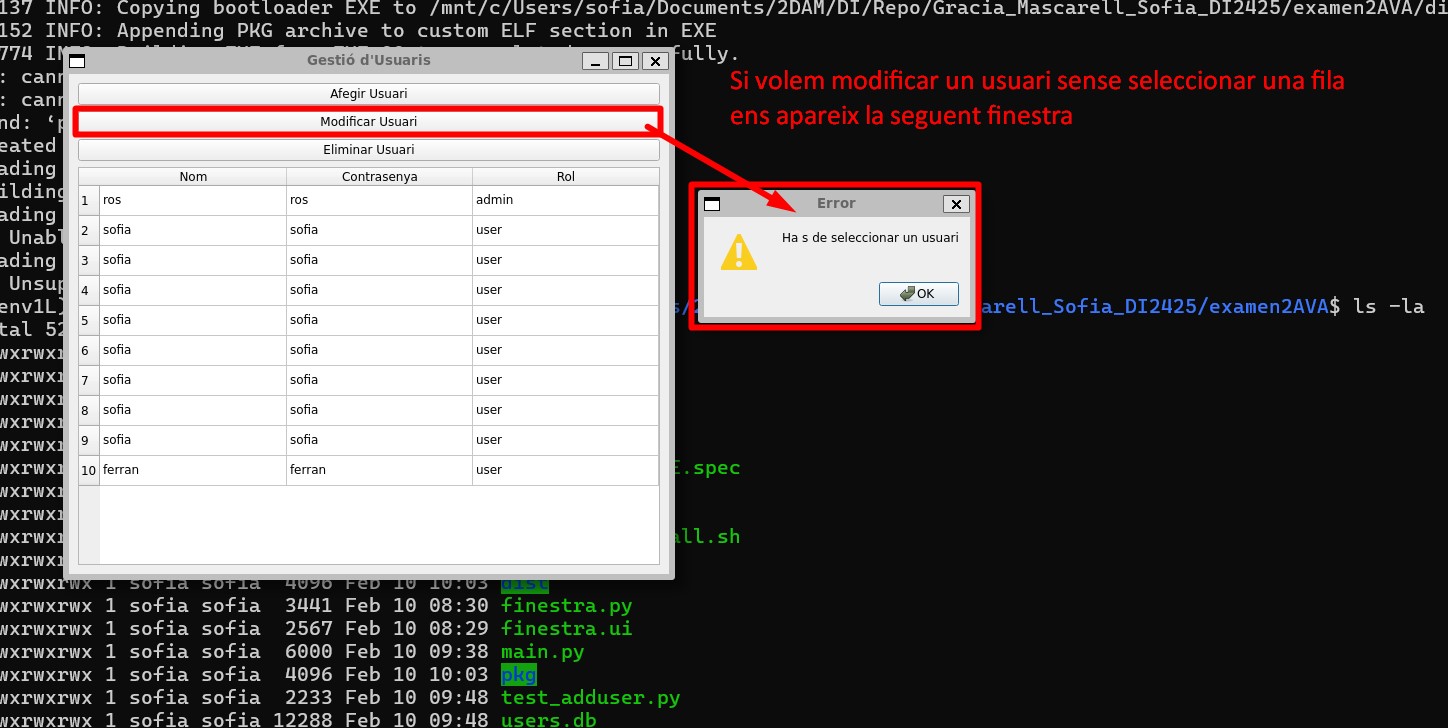 137 INFO: Copying bootloader EXE to /mnt/c/Users/sofia/Documents/2DAM/DI/Repo/Gracia_Mascarell_Sofia_DI2425/examen2AVA/di
152 INFO: Appending PKG archive to custom ELF section in EXE
774
fully.
Gestió d'Usuaris
Si volem modificar un usuari sense seleccionar una fila
ens apareix la seguent finestra
Afegir Usuari
Modificar Usuari
Eliminar Usuari
Nom Contrasenya Rol
1 ros ros admin
2 sofia sofia user
3 sofia sofia user
4 sofia sofia user
5 sofia sofia user
6 sofia sofia user
7 sofia sofia user
8 sofia sofia user
9 sofia sofia user
10 ferran ferran user
Error
Ha s de seleccionar un usuari
OK
: cann
: cann
nd: ‘p
eated
ading
ilding
ading
Unabl
ading
Unsup
env1L)
s/2
arell_Sofia_DI2425/examen2AVA$ ls -la
tal 52
wxrwxr
wxrwxr
wxrwxr
wxrwxr
wxrwxr
wxrwxr
E.spec
wxrwxr
wxrwxr
wxrwxr
all.sh
wxrwxr
wxrwxrwx 1 sofia sofia 4096 Feb 10 10:03 dist
wxrwxrwx 1 sofia sofia 3441 Feb 10 08:30 finestra.py
wxrwxrwx 1 sofia sofia 2567 Feb 10 08:29 finestra.ui
wxrwxrwx 1 sofia sofia 6000 Feb 10 09:38 main.py
wxrwxrwx 1 sofia sofia 4096 Feb 10 10:03 pkg
wxrwxrwx 1 sofia sofia 2233 Feb 10 09:48 test_adduser.py
wxrwxrwx 1 sofia sofia 12288 Feb 10 09:48 users.db